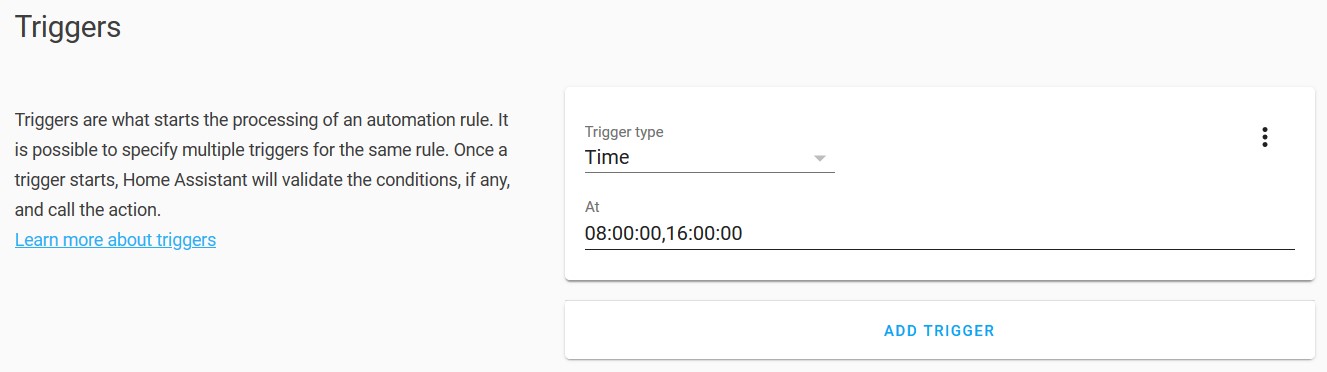 Triggers
Triggers are what starts the processing of an automation rule. It
is possible to specify multiple triggers for the same rule. Once a
trigger starts, Home Assistant will validate the conditions, if any,
and call the action.
Learn more about triggers
Trigger type
Time
At
08:00:00,16:00:00
ADD TRIGGER